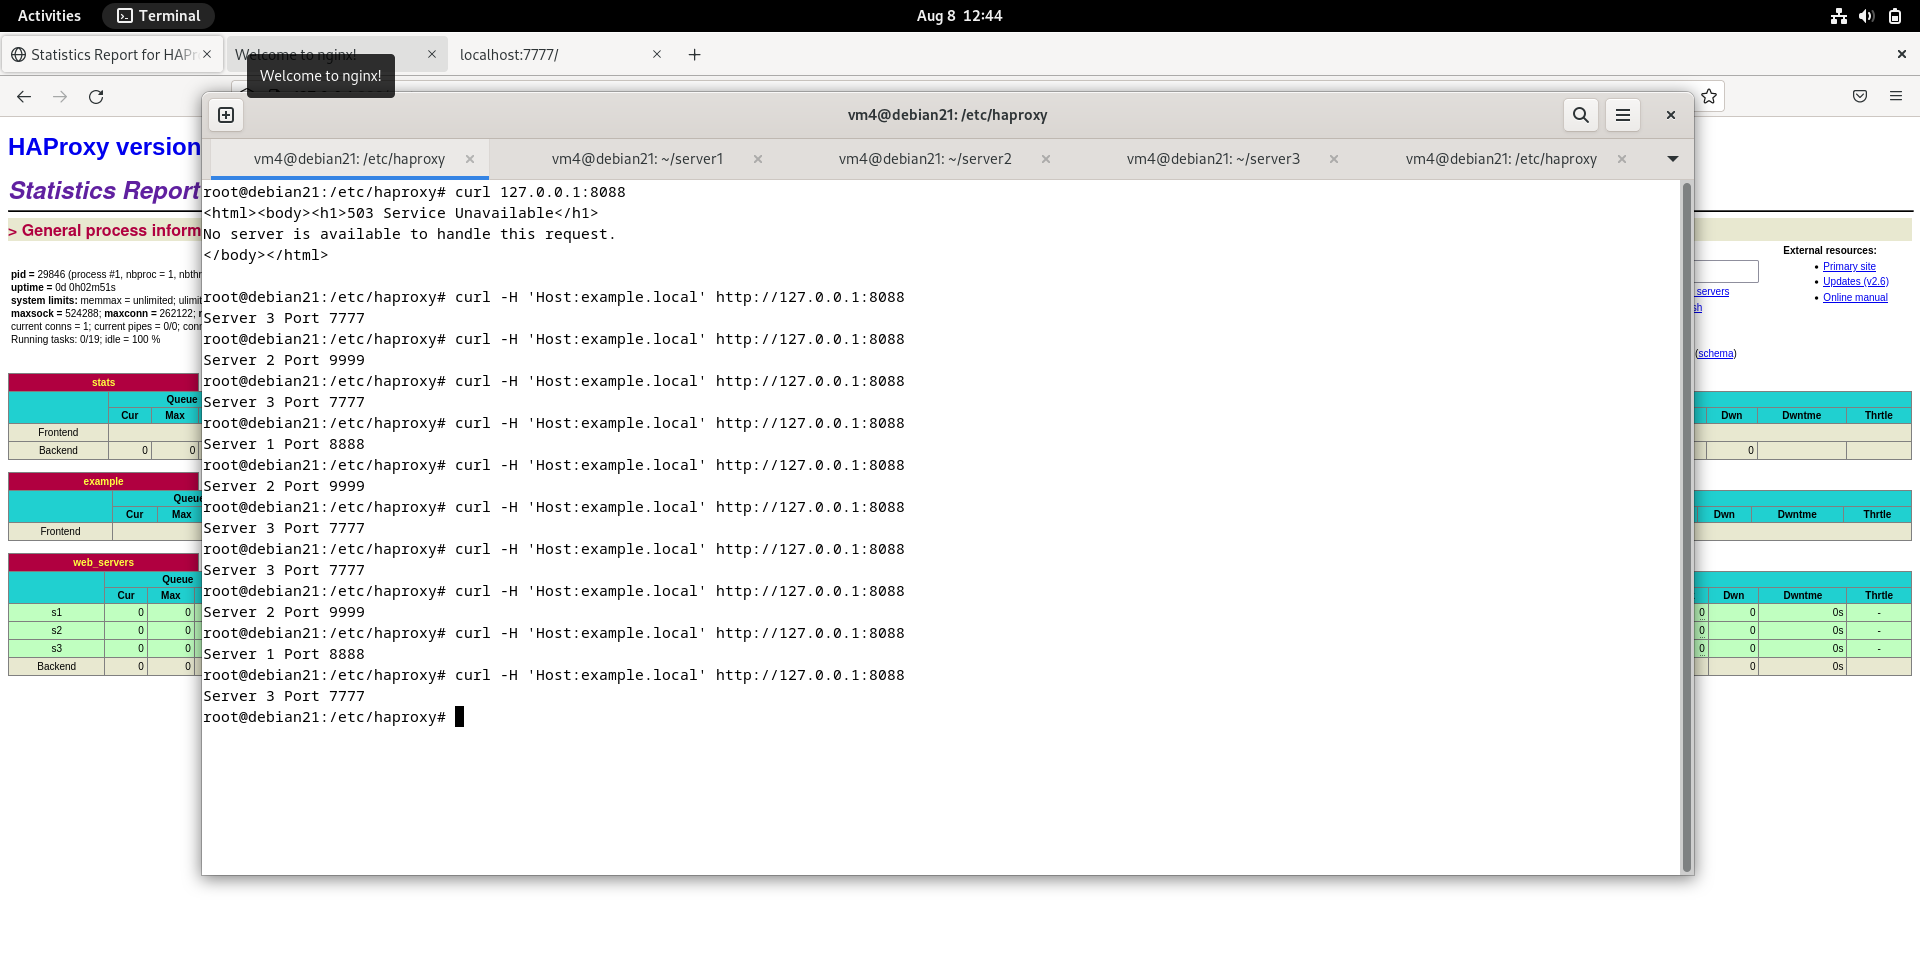 Activities Terminal Aug 8 12:44
Statistics Report for HAPr Welcome to nginx! localhost:7777/
Welcome to nginx!
vm4@debian21: /etc/haproxy
vm4@debian21: /etc/haproxy vm4@debian21: ~/server1 vm4@debian21: ~/server2 vm4@debian21: ~/server3 vm4@debian21: /etc/haproxy
root@debian21:/etc/haproxy# curl 127.0.0.1:8088
<html><body><h1>503 Service Unavailable</h1>
No server is available to handle this request.
</body></html>
root@debian21:/etc/haproxy# curl -H 'Host:example.local' http://127.0.0.1:8088
Server 3 Port 7777
root@debian21:/etc/haproxy# curl -H 'Host:example.local' http://127.0.0.1:8088
Server 2 Port 9999
root@debian21:/etc/haproxy# curl -H 'Host:example.local' http://127.0.0.1:8088
Server 3 Port 7777
root@debian21:/etc/haproxy# curl -H 'Host:example.local' http://127.0.0.1:8088
Server 1 Port 8888
root@debian21:/etc/haproxy# curl -H 'Host:example.local' http://127.0.0.1:8088
Server 2 Port 9999
root@debian21:/etc/haproxy# curl -H 'Host:example.local' http://127.0.0.1:8088
Server 3 Port 7777
root@debian21:/etc/haproxy# curl -H 'Host:example.local' http://127.0.0.1:8088
Server 3 Port 7777
root@debian21:/etc/haproxy# curl -H 'Host:example.local' http://127.0.0.1:8088
Server 2 Port 9999
root@debian21:/etc/haproxy# curl -H 'Host:example.local' http://127.0.0.1:8088
Server 1 Port 8888
root@debian21:/etc/haproxy# curl -H 'Host:example.local' http://127.0.0.1:8088
Server 3 Port 7777
root@debian21:/etc/haproxy#
HAProxy version
Statistics Report
> General process inform
pid = 29846 (process #1, nbproc = 1, nbthr
uptime = 0d 0h02m51s
system limits: memmax = unlimited; ulimit
maxsock = 524288; maxconn = 262122;
current conns = 1; current pipes = 0/0; con
Running tasks: 0/19; idle = 100 %
External resources:
Primary site
Updates (v2.6)
Online manual
servers
sh
(schema)
stats
Queue
Cur Max Dwn Dwntme Thrtle
Frontend
Backend 0 0 0
example
Queue
Cur Max Dwn Dwntme Thrtle
Frontend
web_servers
Queue
Cur Max Dwn Dwntme Thrtle
s1 0 0 0 0 0s -
s2 0 0 0 0 0s -
s3 0 0 0 0 0s -
Backend 0 0 0 0s